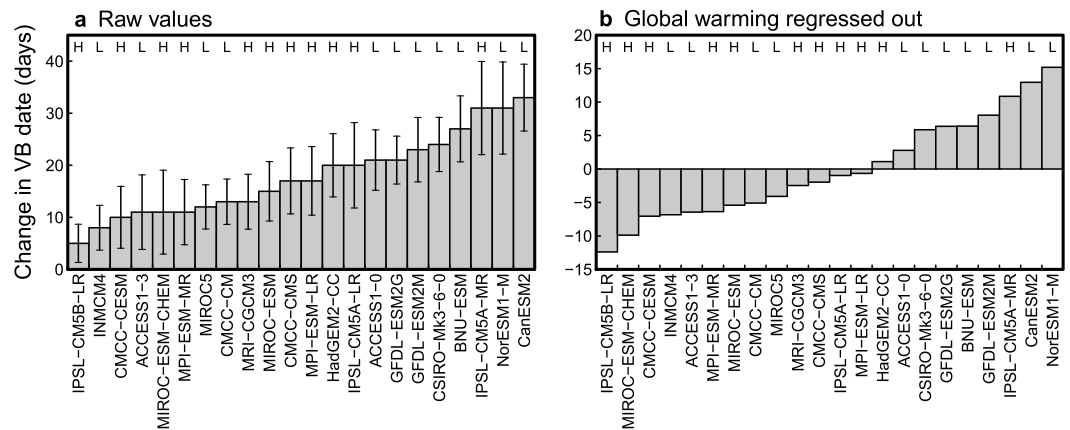 a Raw values
Change in VB date (days)
40
30
20
10
0
H L H L H H L L H H H H H H L L L L L H L L
IPSL−CM5B−LR
INMCM4
CMCC−CESM
ACCESS1−3
MIROC−ESM−CHEM
MPI−ESM−MR
MIROC5
CMCC−CM
MRI−CGCM3
MIROC−ESM
CMCC−CMS
MPI−ESM−LR
HadGEM2−CC
IPSL−CM5A−LR
ACCESS1−0
GFDL−ESM2G
GFDL−ESM2M
CSIRO−Mk3−6−0
BNU−ESM
IPSL−CM5A−MR
NorESM1−M
CanESM2
b Global warming regressed out
20
15
10
5
0
−5
−10
−15
H H H L L H H L L H H H H H L L L L L H L L
IPSL−CM5B−LR
MIROC−ESM−CHEM
CMCC−CESM
INMCM4
ACCESS1−3
MPI−ESM−MR
MIROC−ESM
CMCC−CM
MIROC5
MRI−CGCM3
CMCC−CMS
IPSL−CM5A−LR
MPI−ESM−LR
HadGEM2−CC
ACCESS1−0
CSIRO−Mk3−6−0
GFDL−ESM2G
BNU−ESM
GFDL−ESM2M
IPSL−CM5A−MR
CanESM2
NorESM1−M